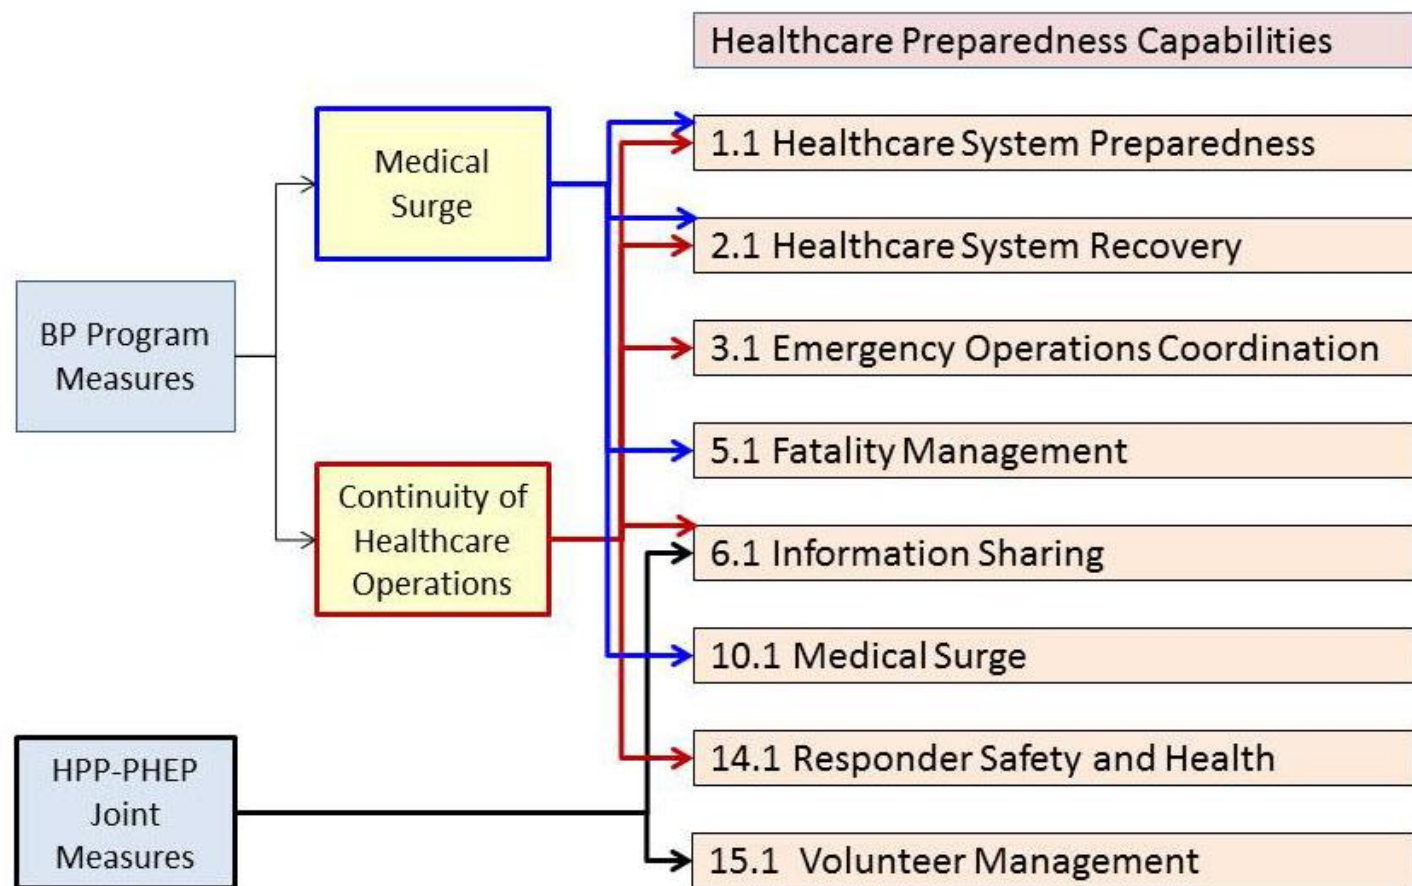 Healthcare Preparedness Capabilities
BP Program
Measures
Medical
Surge
Continuity of
Healthcare
Operations
HPP-PHEP
Joint
Measures
1.1 Healthcare System Preparedness
2.1 Healthcare System Recovery
3.1 Emergency Operations Coordination
5.1 Fatality Management
6.1 Information Sharing
10.1 Medical Surge
14.1 Responder Safety and Health
15.1 Volunteer Management